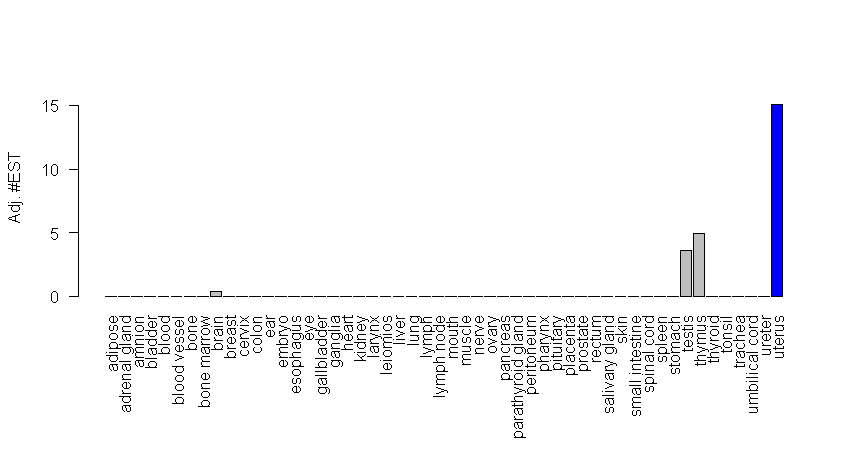 Adj. #EST
15
10
5
0
adipose
adrenal gland
amnion
bladder
blood
blood vessel
bone
bone marrow
brain
breast
cervix
colon
ear
embryo
esophagus
eye
gallbladder
ganglia
heart
kidney
larynx
leiomios
liver
lung
lymph
lymph node
mouth
muscle
nerve
ovary
pancreas
parathyroid gland
peritoneum
pharynx
pituitary
placenta
prostate
rectum
salivary gland
skin
small intestine
spinal cord
spleen
stomach
testis
thymus
thyroid
tonsil
trachea
umbilical cord
ureter
uterus